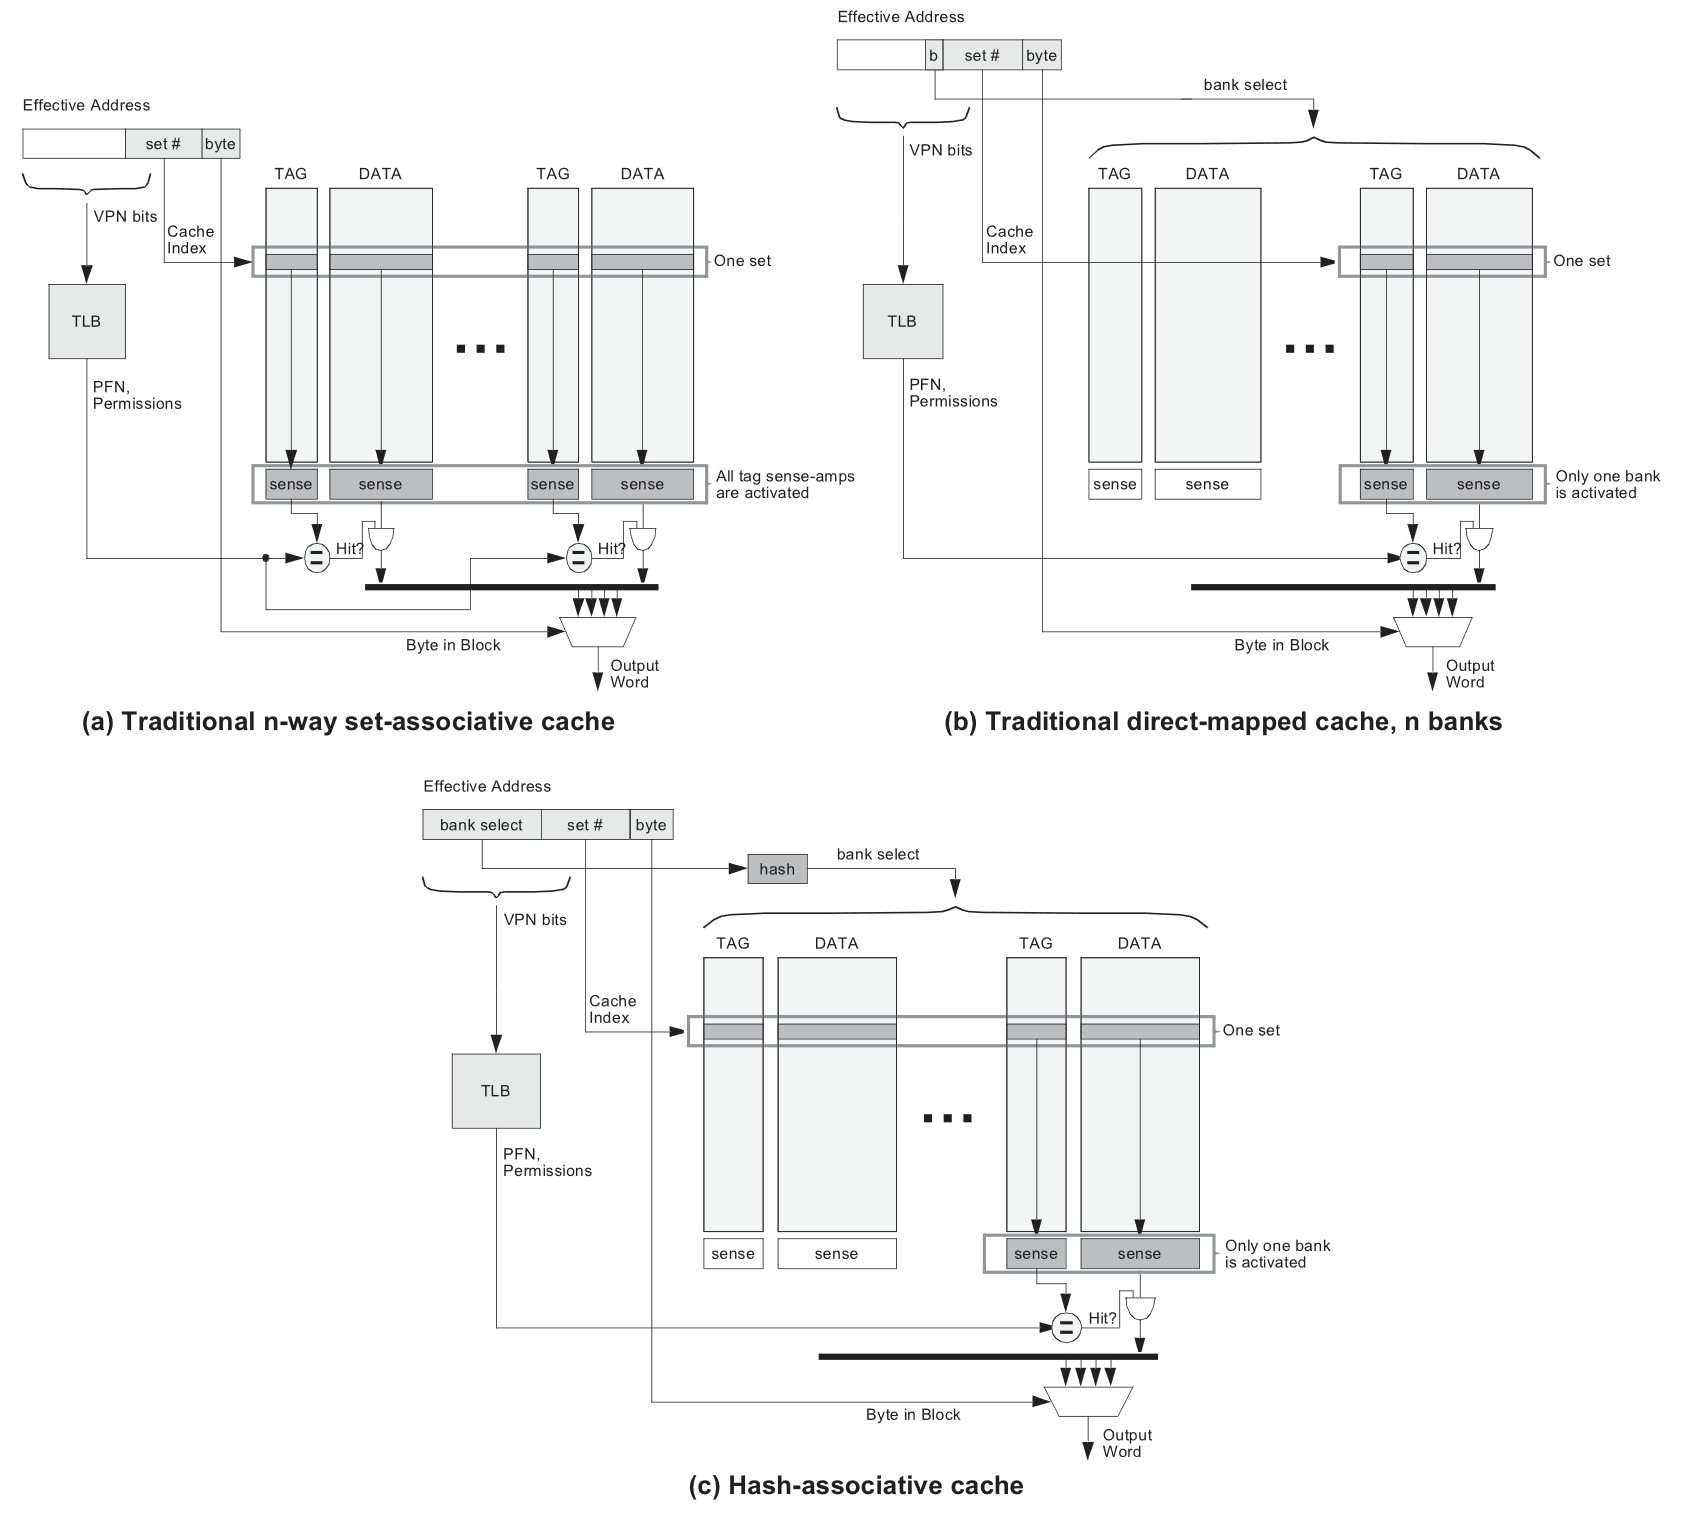 Effective Address
set #
byte
VPN bits
Cache
Index
TAG
DATA
TAG
DATA
One set
TLB
PFN,
Permissions
sense
sense
sense
sense
All tag sense-amps
are activated
Hit?
Hit?
Byte in Block
Output
Word
(a) Traditional n-way set-associative cache
Effective Address
b
set #
byte
bank select
VPN bits
Cache
Index
TAG
DATA
TAG
DATA
One set
TLB
PFN,
Permissions
sense
sense
sense
sense
Only one bank
is activated
Hit?
Byte in Block
Output
Word
(b) Traditional direct-mapped cache, n banks
Effective Address
bank select
set #
byte
hash
bank select
VPN bits
TAG
DATA
TAG
DATA
Cache
Index
One set
TLB
PFN,
Permissions
sense
sense
sense
sense
Only one bank
is activated
Hit?
Byte in Block
Output
Word
(c) Hash-associative cache